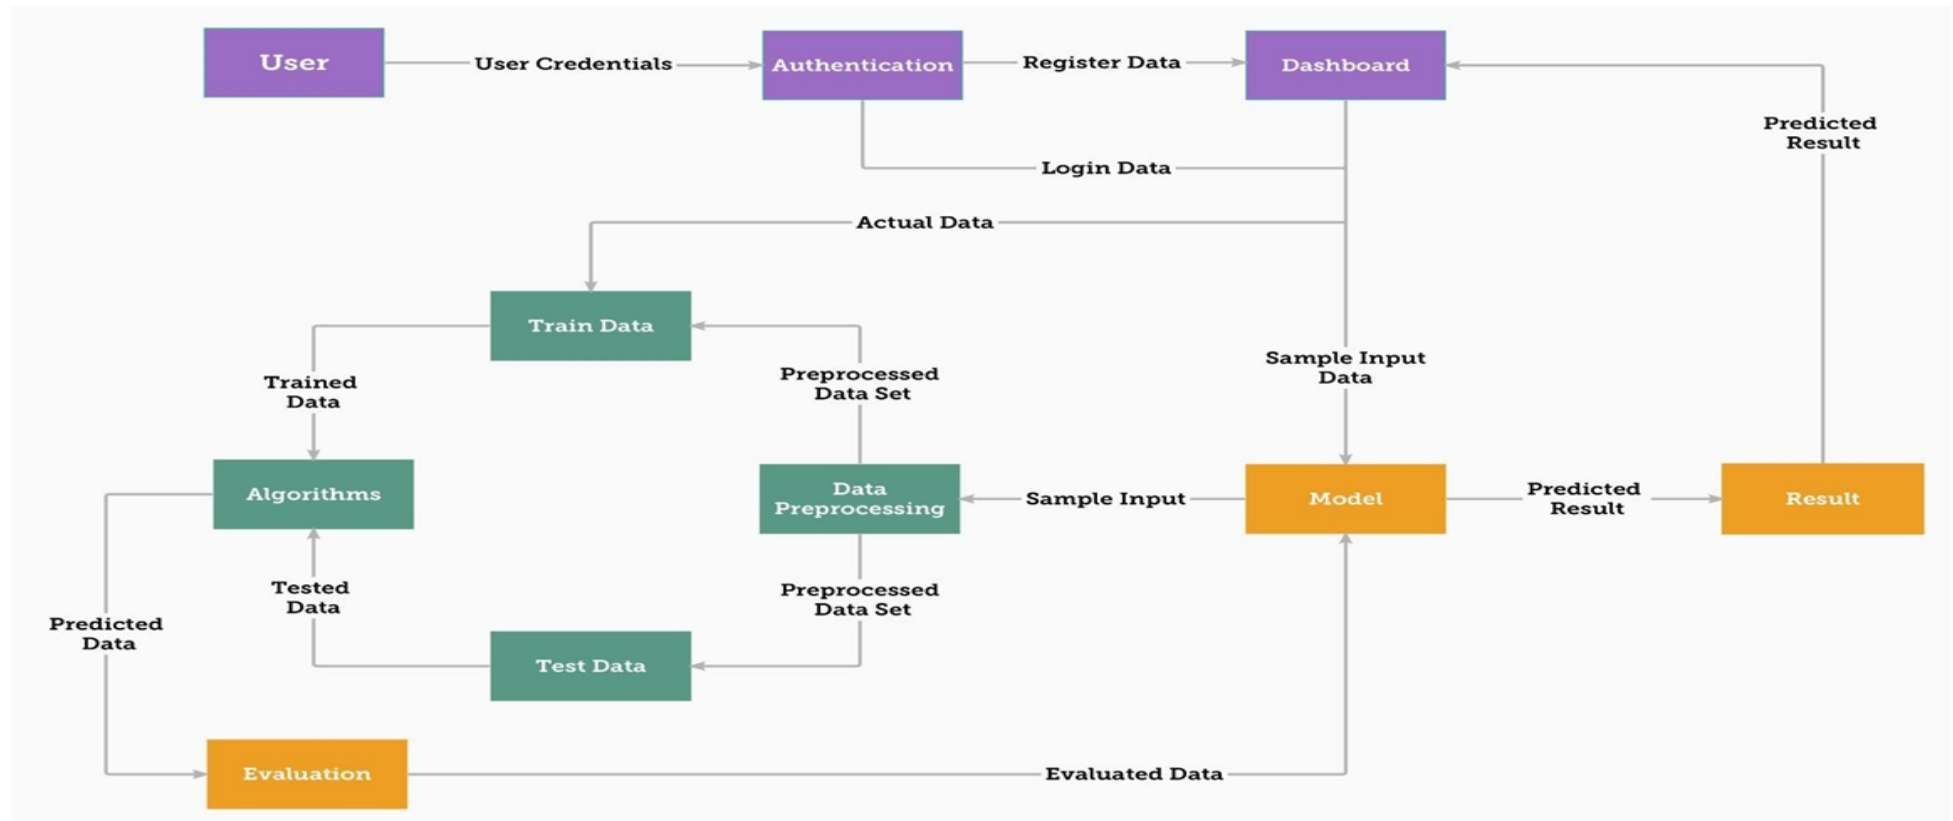 User
User Credentials
Authentication
Register Data
Dashboard
Predicted
Result
Login Data
Actual Data
Train Data
Sample Input
Data
Trained
Data
Preprocessed
Data Set
Algorithms
Data
Preprocessing
Sample Input
Model
Predicted
Result
Result
Tested
Data
Preprocessed
Data Set
Predicted
Data
Test Data
Evaluation
Evaluated Data